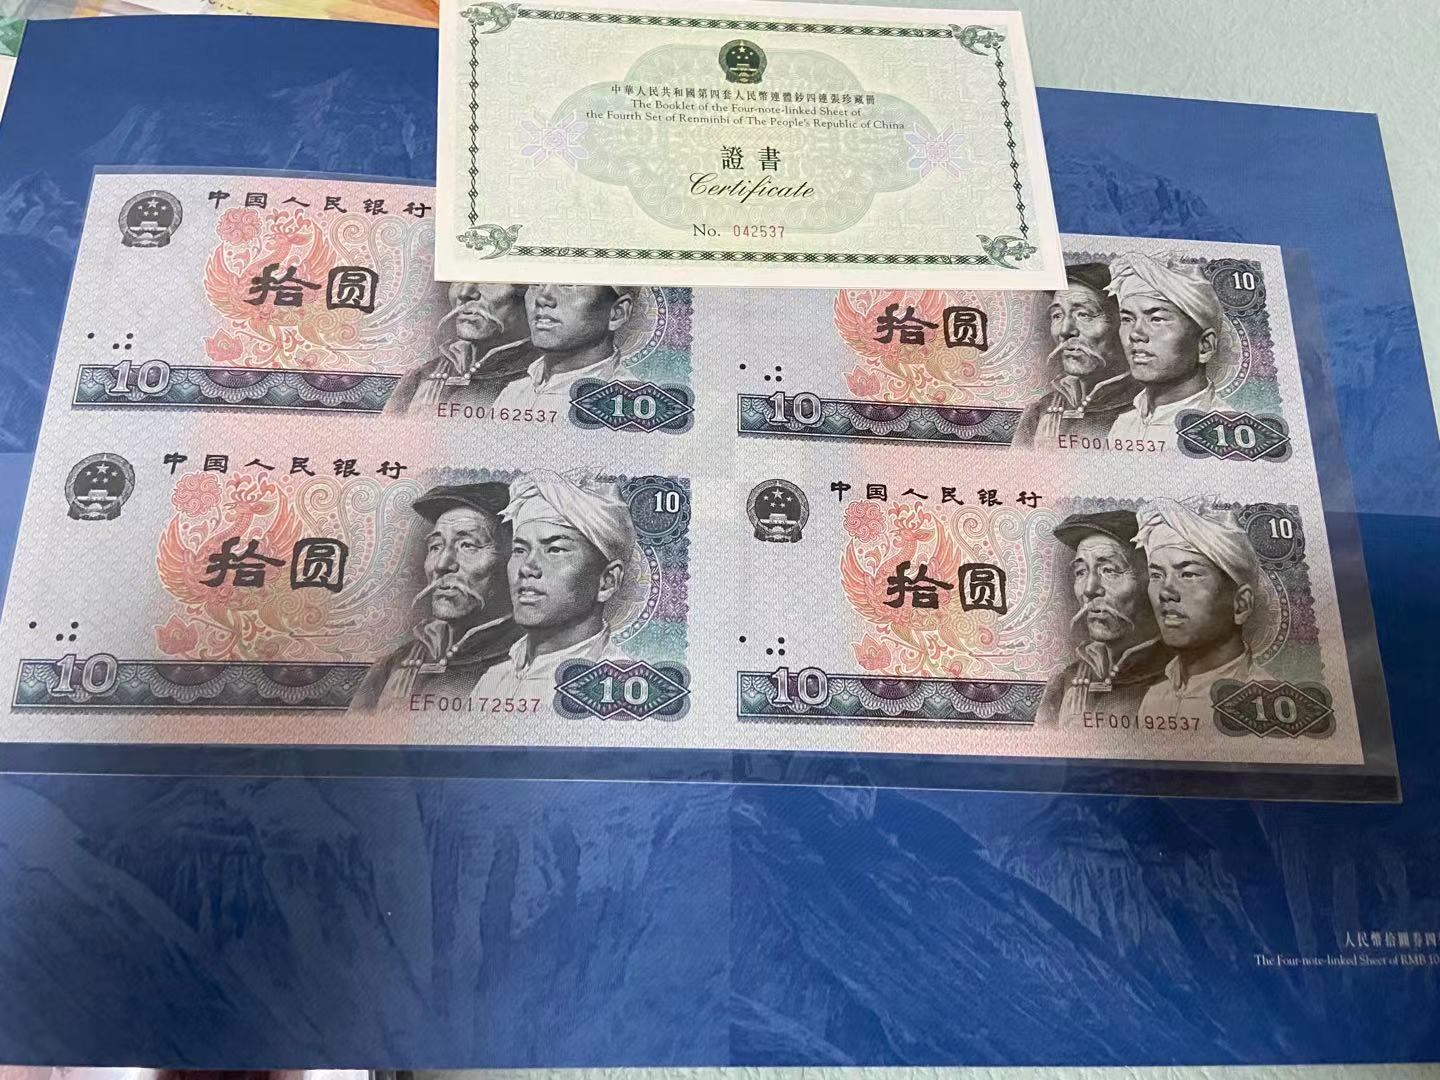 中華人民共和國第四套人民幣連體鈔四連張珍藏冊
The Booklet of the Four-note-linked Sheet of
the Fourth Set of Renminbi of The People's Republic of China
證書
Certificate
No. 042537
中国人民银行
拾圆
10
EF00162537
10
拾圆
10
10
EF00182537
10
中国人民银行
10
拾圆
10
EF00172537
10
中国人民银行
10
拾圆
10
EF00192537
10
人民幣拾圓券四
The Four-note-linked Sheet of RMB 10